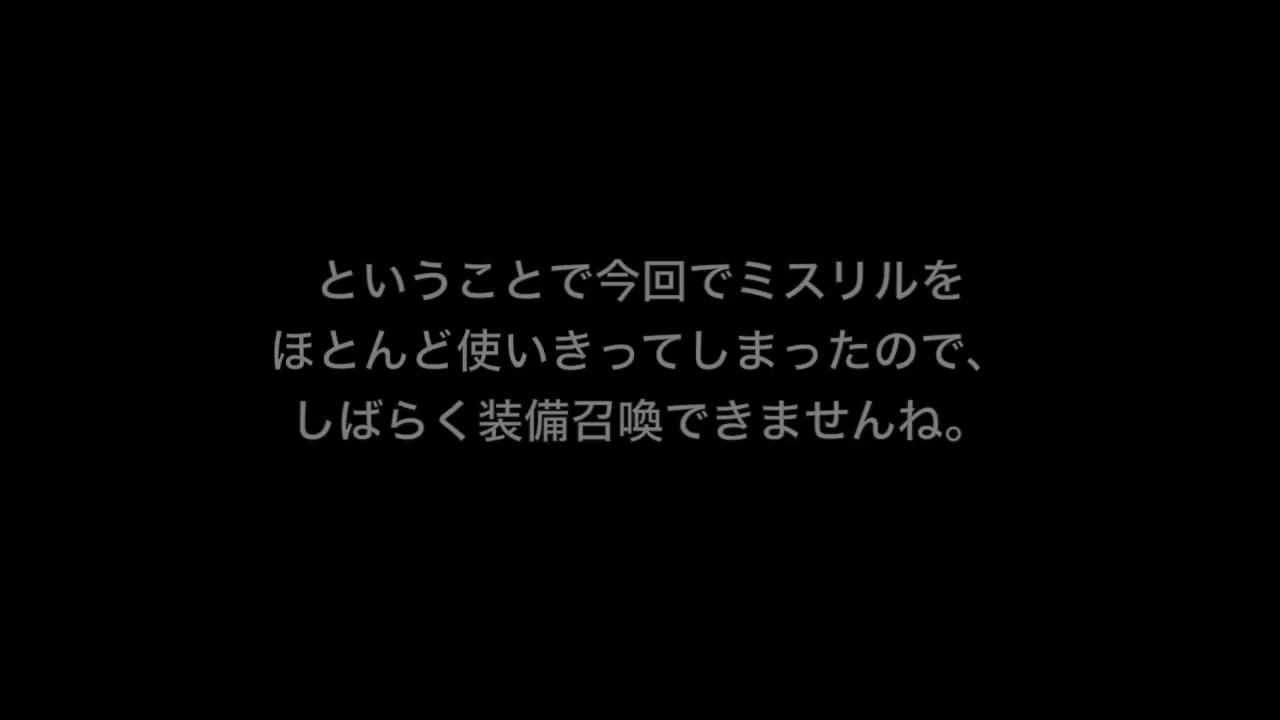 ということで今回でミスリルを
ほとんど使いきってしまったので、
しばらく装備召喚できませんね。